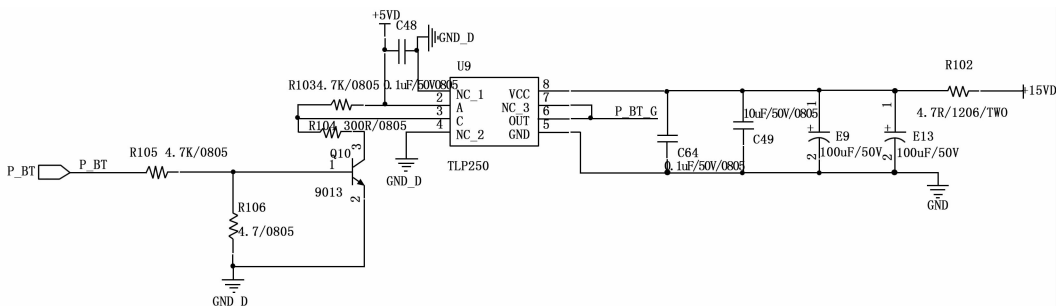 +5VD
C48
GND_D
U9
R102
R103 4.7K/0805 0.1uF/50V0805
NC_1
VCC
8
2
A
NC_3
7
+15VD
3
C
OUT
6
P_BT_G
10uF/50V/0805
1
1
4.7R/1206/TWO
R104 300R/0805
4
NC_2
GND
5
C49
+
E9
+
E13
Q10
3
C64
100uF/50V
100uF/50V
R105 4.7K/0805
TLP250
0.1uF/50V/0805
2
2
P_BT
P_BT
1
GND_D
9013
2
GND
R106
4.7/0805
GND_D